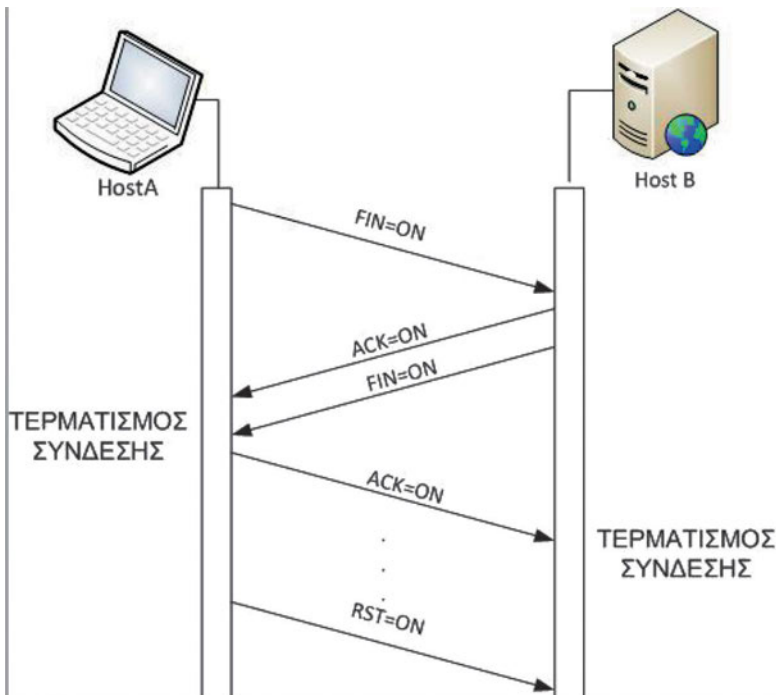 HostA
Host B
FIN=ON
ACK=ON
FIN=ON
ΤΕΡΜΑΤΙΣΜΟΣ
ΣΥΝΔΕΣΗΣ
ACK=ON
ΤΕΡΜΑΤΙΣΜΟΣ
ΣΥΝΔΕΣΗΣ
RST=ON